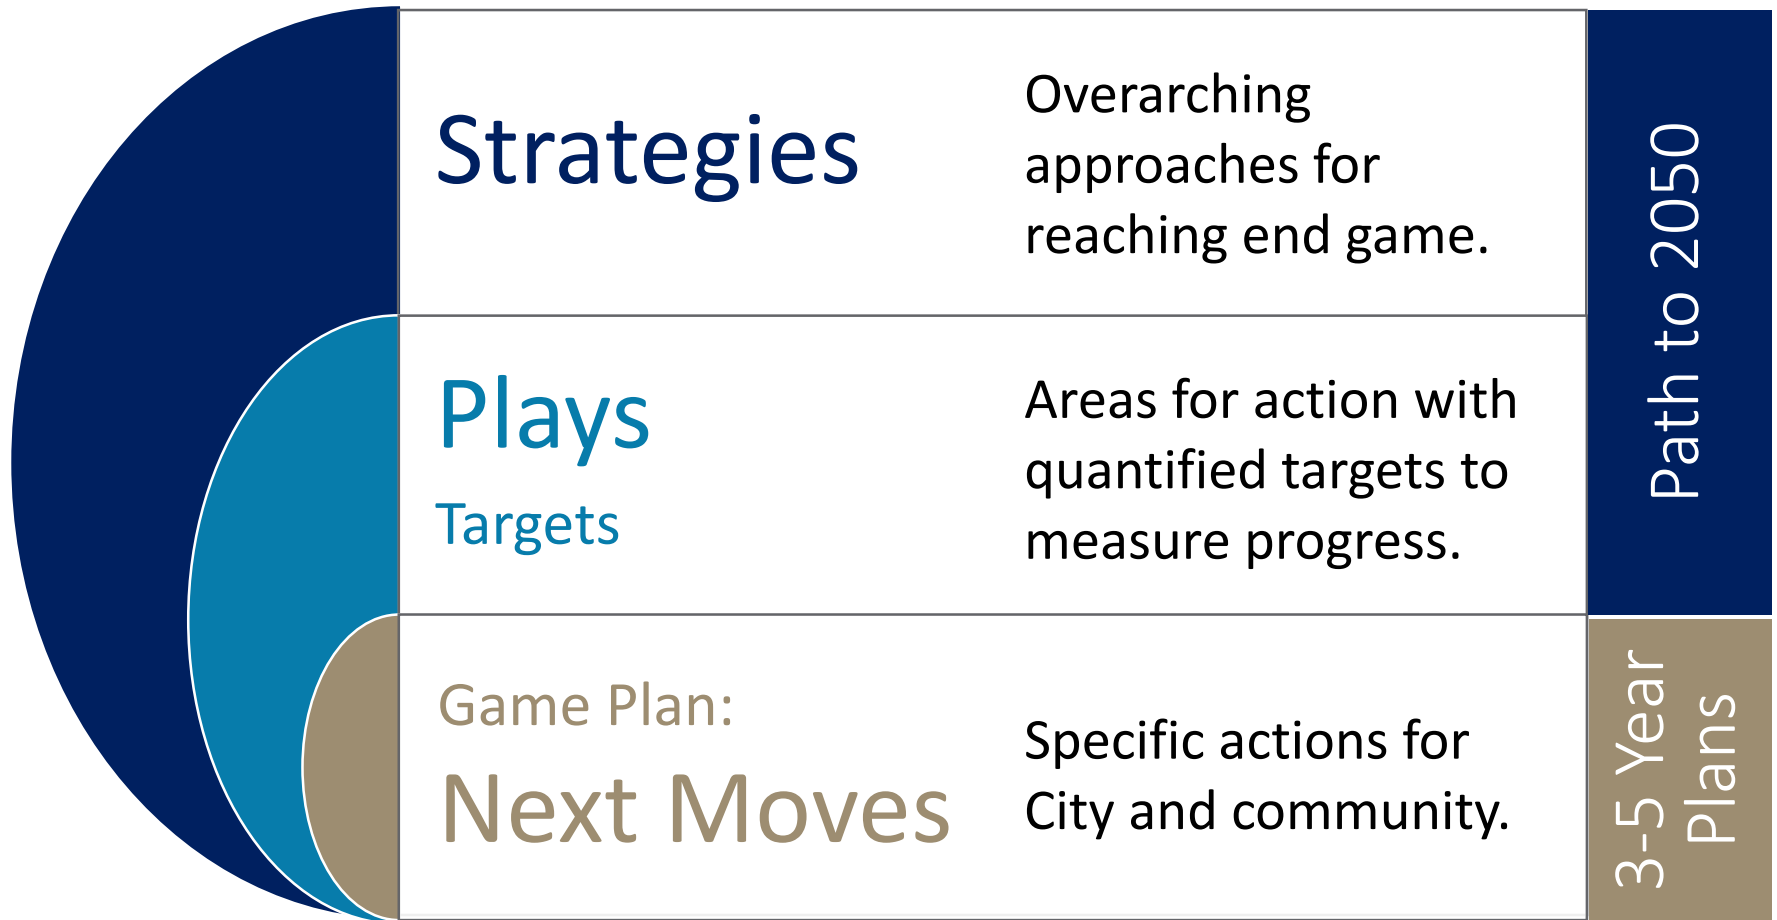 Strategies
Overarching
approaches for
reaching end game.
Plays
Targets
Areas for action with
quantified targets to
measure progress.
Game Plan:
Next Moves
Specific actions for
City and community.
Path to 2050
3-5 Year
Plans